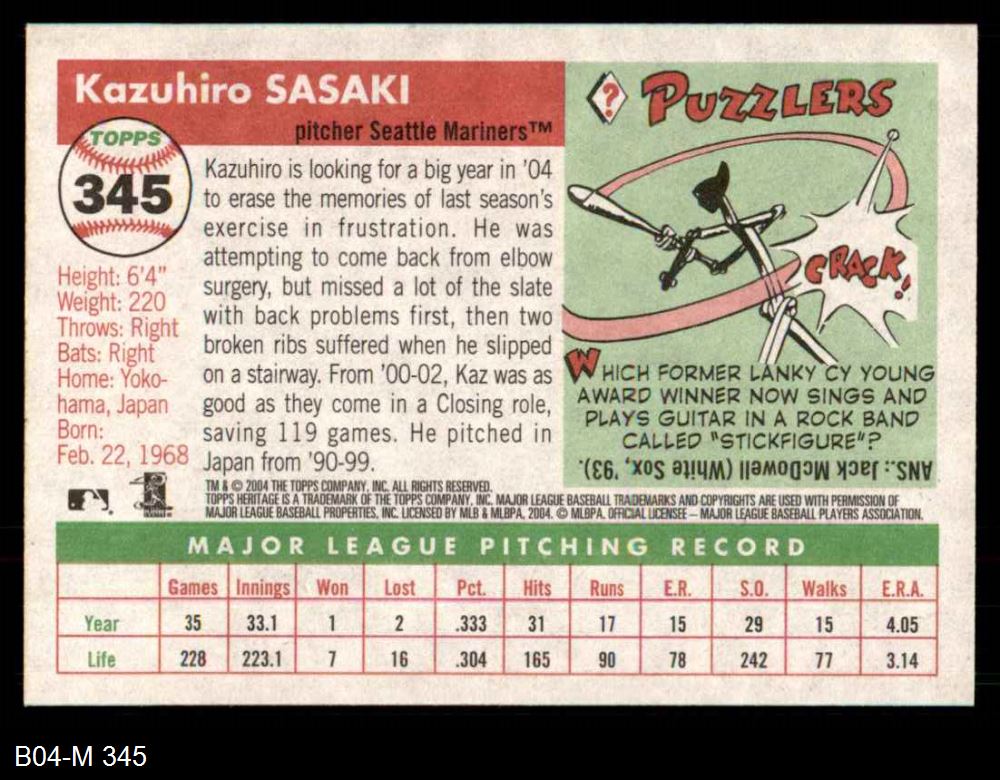 Kazuhiro SASAKI
pitcher Seattle Mariners™
TOPPS
345
Height: 6'4"
Weight: 220
Throws: Right
Bats: Right
Home: Yoko-
hama, Japan
Born:
Feb. 22, 1968
Kazuhiro is looking for a big year in '04
to erase the memories of last season's
exercise in frustration. He was
attempting to come back from elbow
surgery, but missed a lot of the slate
with back problems first, then two
broken ribs suffered when he slipped
on a stairway. From '00-02, Kaz was as
good as they come in a Closing role,
saving 119 games. He pitched in
Japan from '90-99.
? PUZZLERS
CRACK!
WHICH FORMER LANKY CY YOUNG
AWARD WINNER NOW SINGS AND
PLAYS GUITAR IN A ROCK BAND
CALLED "STICKFIGURE"?
ANS.: Jack McDowell (White Sox, '93).
TM & © 2004 THE TOPPS COMPANY, INC. ALL RIGHTS RESERVED.
TOPPS HERITAGE IS A TRADEMARK OF THE TOPPS COMPANY, INC. MAJOR LEAGUE BASEBALL TRADEMARKS AND COPYRIGHTS ARE USED WITH PERMISSION OF
MAJOR LEAGUE BASEBALL PROPERTIES, INC. LICENSED BY MLB & MLBPA, 2004. © MLBPA. OFFICIAL LICENSEE – MAJOR LEAGUE BASEBALL PLAYERS ASSOCIATION.
MAJOR LEAGUE PITCHING RECORD
Games Innings Won Lost Pct. Hits Runs E.R. S.O. Walks E.R.A.
Year 35 33.1 1 2 .333 31 17 15 29 15 4.05
Life 228 223.1 7 16 .304 165 90 78 242 77 3.14
B04-M 345